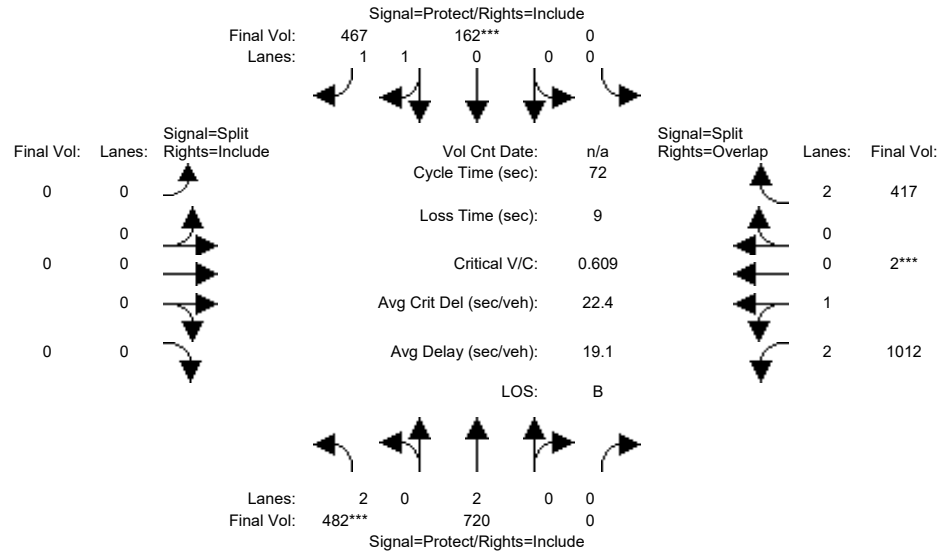 Signal=Protect/Rights=Include
Final Vol: 467 162*** 0
Lanes: 1 1 0 0 0
Signal=Split
Final Vol: Lanes: Rights=Include
Vol Cnt Date: n/a
Signal=Split
Rights=Overlap Lanes: Final Vol:
Cycle Time (sec): 72
0 0
2 417
Loss Time (sec): 9
0
0
0 0
Critical V/C: 0.609
0 2***
0
Avg Crit Del (sec/veh): 22.4
1
0 0
Avg Delay (sec/veh): 19.1
2 1012
LOS: B
Lanes: 2 0 2 0 0
Final Vol: 482*** 720 0
Signal=Protect/Rights=Include